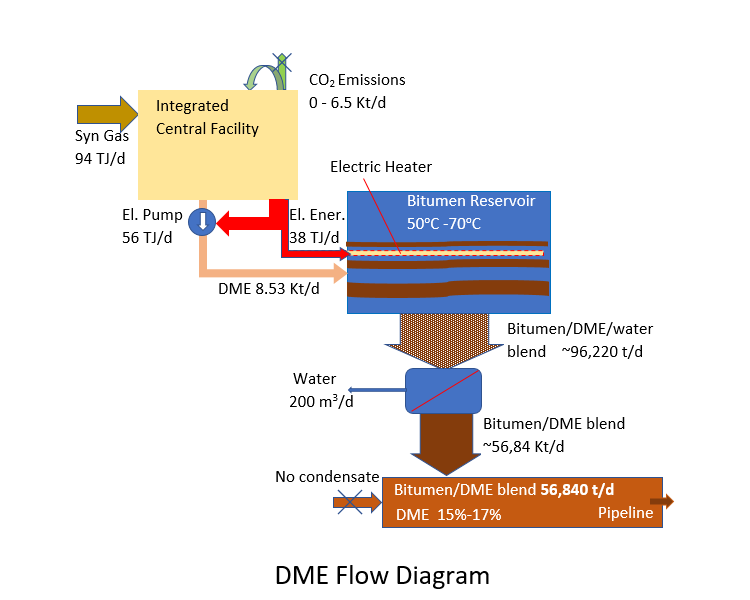 CO₂ Emissions
0 - 6.5 Kt/d
Integrated
Central Facility
Syn Gas
94 TJ/d
Electric Heater
Bitumen Reservoir
50°C -70°C
El. Pump
56 TJ/d
El. Ener.
38 TJ/d
DME 8.53 Kt/d
Bitumen/DME/water
blend ~96,220 t/d
Water
200 m³/d
Bitumen/DME blend
~56,84 Kt/d
No condensate
Bitumen/DME blend 56,840 t/d
DME 15%-17%
Pipeline
DME Flow Diagram